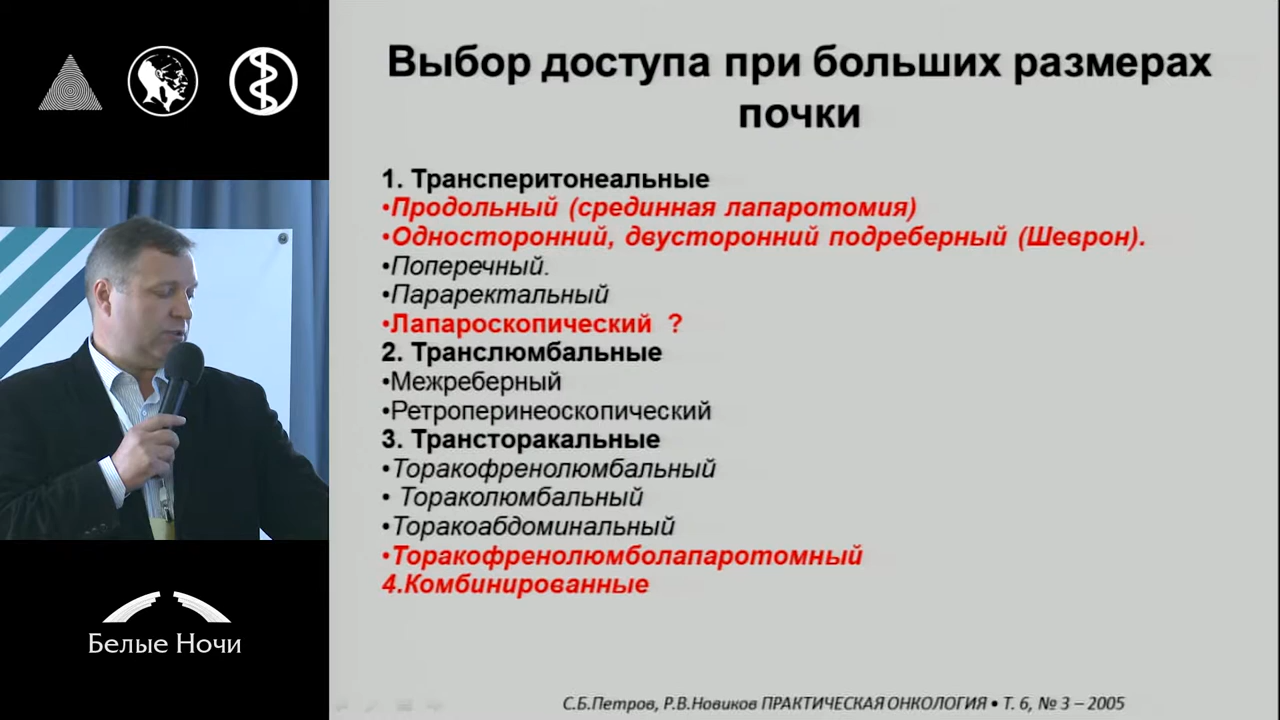 Выбор доступа при больших размерах
почки
1. Трансперитонеальные
•Продольный (срединная лапаротомия)
•Односторонний, двусторонний подреберный (Шеврон).
•Поперечный.
•Параректальный
•Лапароскопический ?
2. Транслюмбальные
•Межреберный
•Ретроперинеоскопический
3. Трансторакальные
•Торакофренолюмбальный
• Тораколюмбальный
•Торакоабдоминальный
•Торакофренолюмболапаротомный
4.Комбинированные
С.Б.Петров, Р.В.Новиков ПРАКТИЧЕСКАЯ ОНКОЛОГИЯ • Т. 6, № 3 – 2005
Белые Ночи